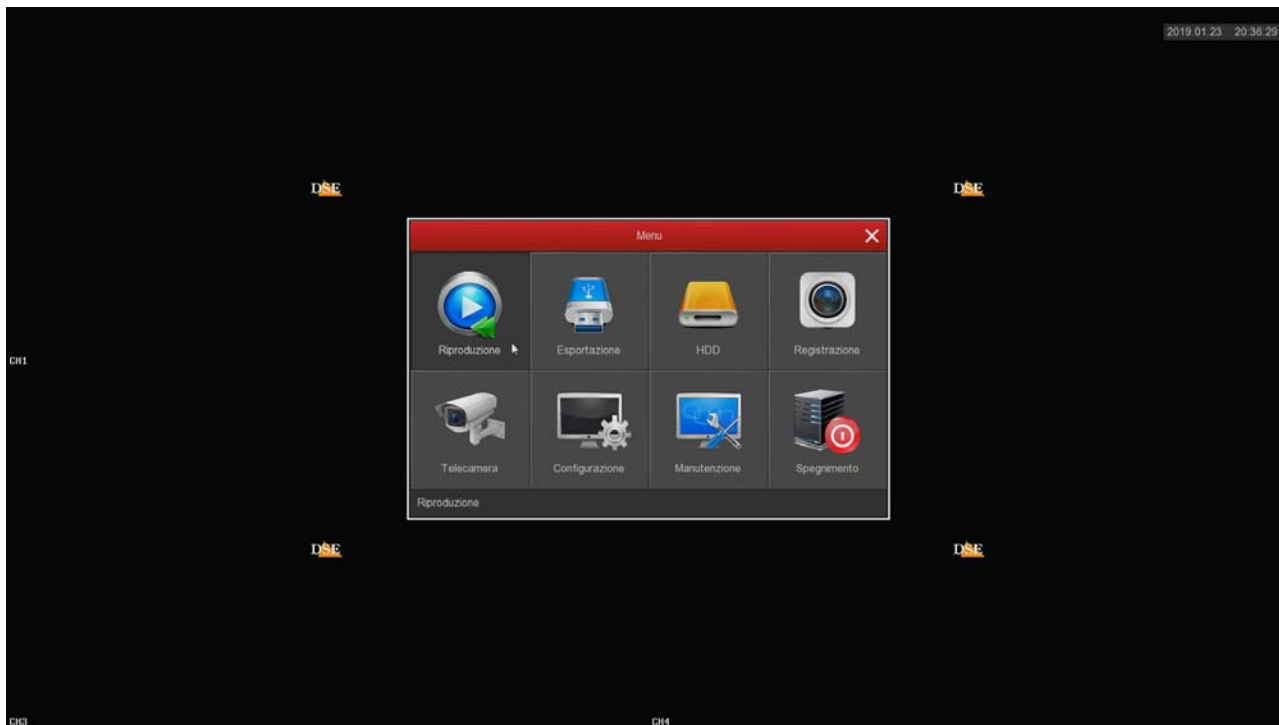 2019.01.23 20:36:29
DSE DSE
Menu
Riproduzione Esportazione HDD Registrazione
CH1
Telecamera Configurazione Manutenzione Spegnimento
Riproduzione
DSE DSE
CH3 CH4